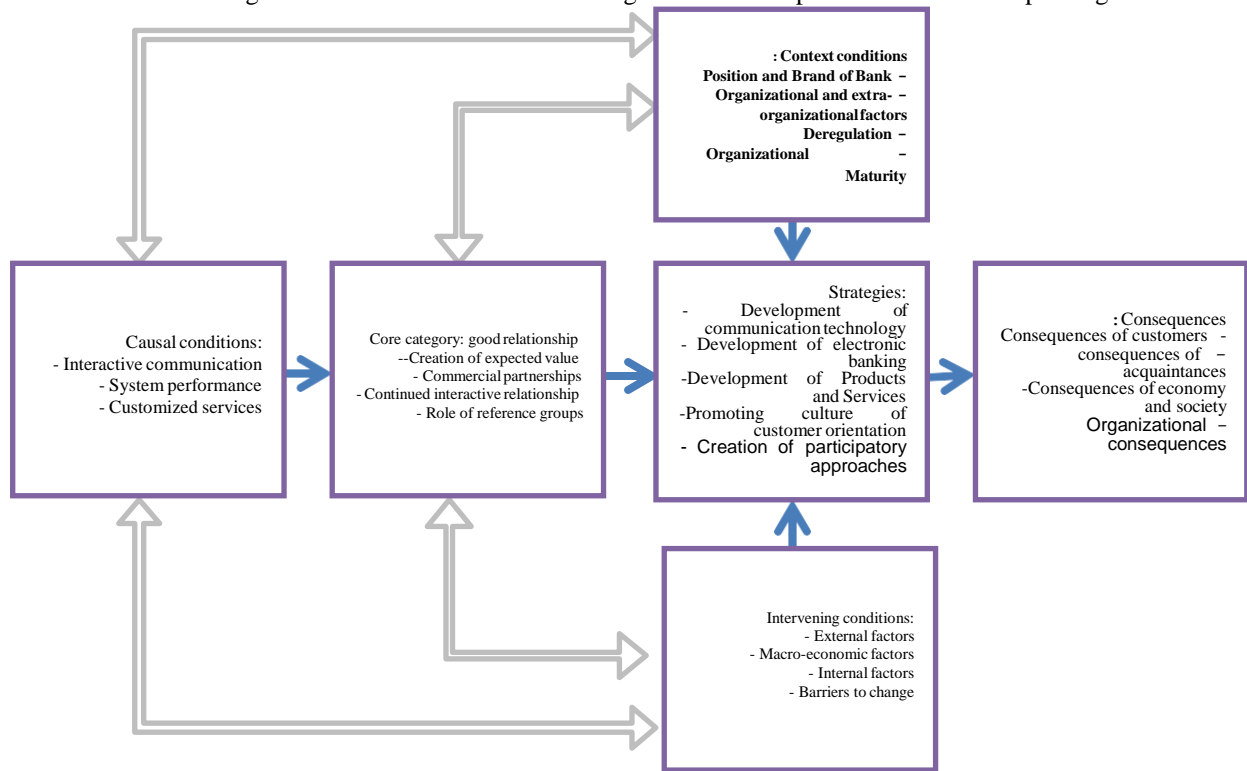 : Context conditions
Position and Brand of Bank –
Organizational and extra- –
organizational factors
Deregulation –
Organizational –
Maturity
Causal conditions:
- Interactive communication
- System performance
- Customized services
Core category: good relationship
--Creation of expected value
- Commercial partnerships
- Continued interactive relationship
- Role of reference groups
Strategies:
- Development of
communication technology
- Development of electronic
banking
-Development of Products
and Services
-Promoting culture of
customer orientation
- Creation of participatory
approaches
: Consequences
Consequences of customers -
consequences of –
acquaintances
-Consequences of economy
and society
Organizational –
consequences
Intervening conditions:
- External factors
- Macro-economic factors
- Internal factors
- Barriers to change